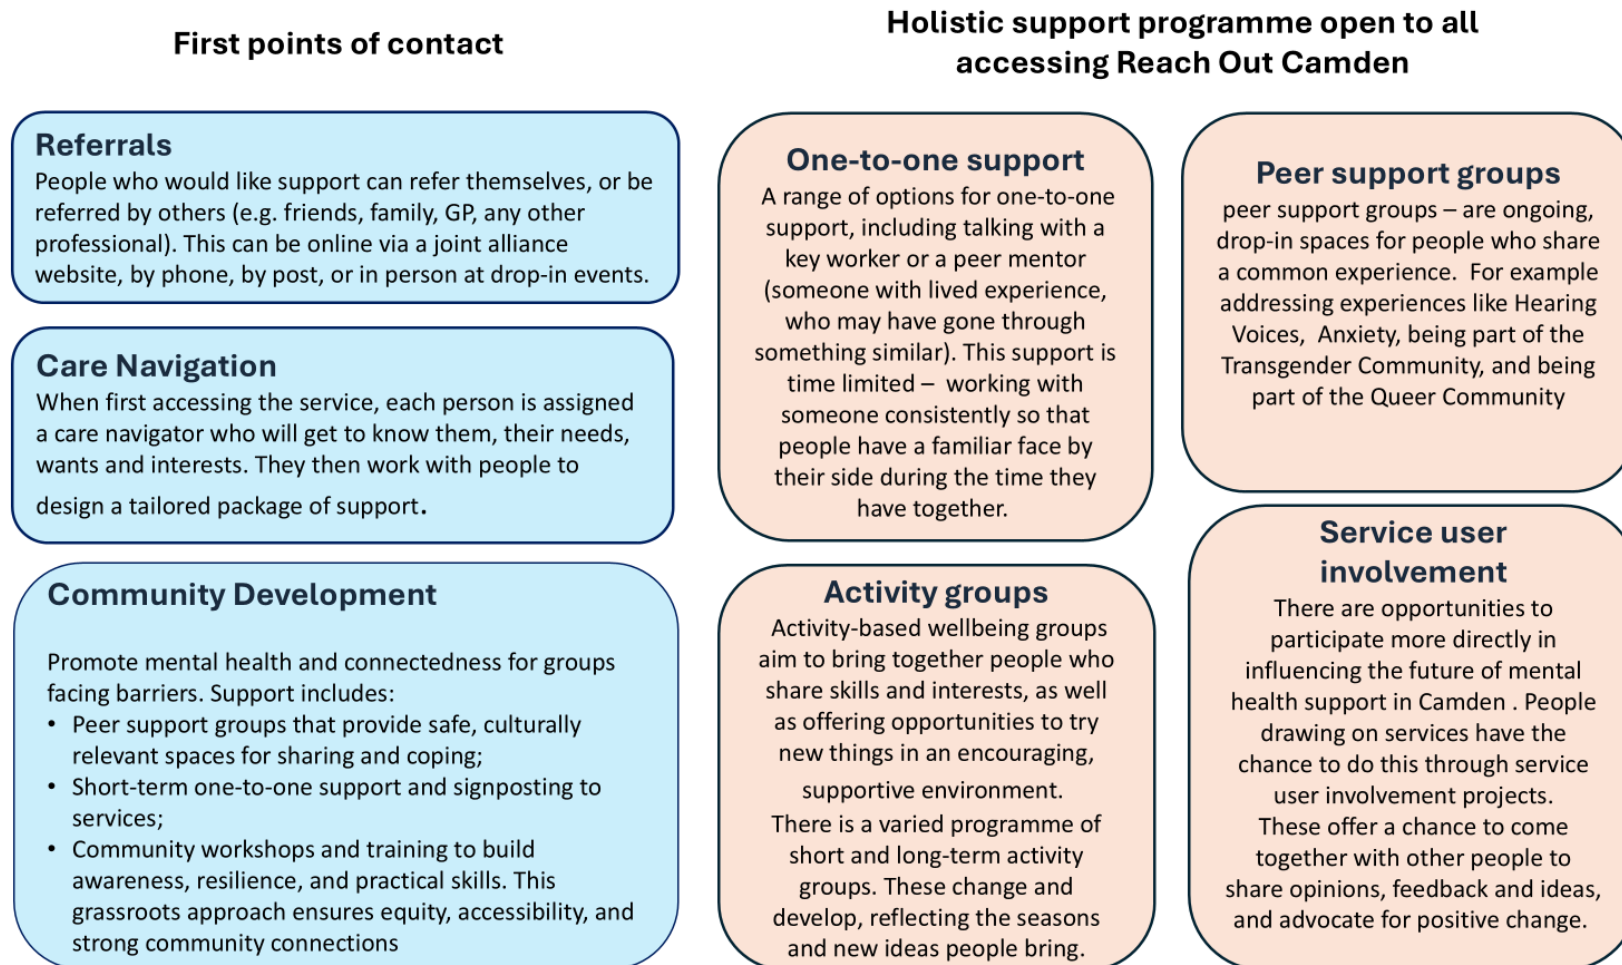 First points of contact
Referrals
People who would like support can refer themselves, or be
referred by others (e.g. friends, family, GP, any other
professional). This can be online via a joint alliance
website, by phone, by post, or in person at drop-in events.
Care Navigation
When first accessing the service, each person is assigned
a care navigator who will get to know them, their needs,
wants and interests. They then work with people to
design a tailored package of support.
Community Development
Promote mental health and connectedness for groups
facing barriers. Support includes:
• Peer support groups that provide safe, culturally
relevant spaces for sharing and coping;
• Short-term one-to-one support and signposting to
services;
• Community workshops and training to build
awareness, resilience, and practical skills. This
grassroots approach ensures equity, accessibility, and
strong community connections
Holistic support programme open to all
accessing Reach Out Camden
One-to-one support
A range of options for one-to-one
support, including talking with a
key worker or a peer mentor
(someone with lived experience,
who may have gone through
something similar). This support is
time limited – working with
someone consistently so that
people have a familiar face by
their side during the time they
have together.
Activity groups
Activity-based wellbeing groups
aim to bring together people who
share skills and interests, as well
as offering opportunities to try
new things in an encouraging,
supportive environment.
There is a varied programme of
short and long-term activity
groups. These change and
develop, reflecting the seasons
and new ideas people bring.
Peer support groups
peer support groups – are ongoing,
drop-in spaces for people who share
a common experience. For example
addressing experiences like Hearing
Voices, Anxiety, being part of the
Transgender Community, and being
part of the Queer Community
Service user
involvement
There are opportunities to
participate more directly in
influencing the future of mental
health support in Camden . People
drawing on services have the
chance to do this through service
user involvement projects.
These offer a chance to come
together with other people to
share opinions, feedback and ideas,
and advocate for positive change.